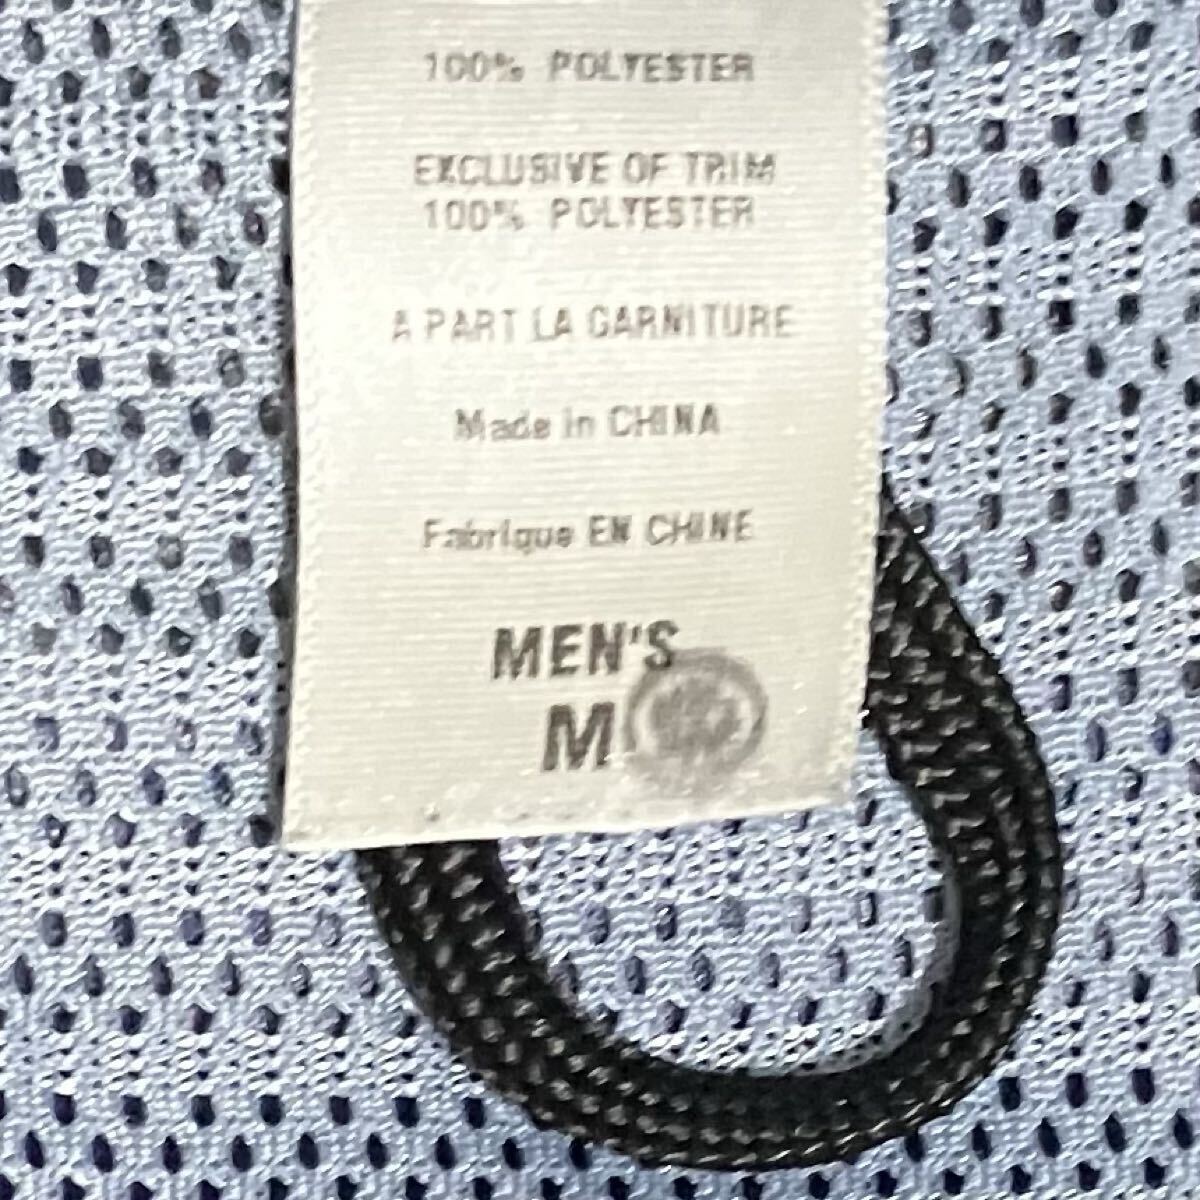 100% POLYESTER
EXCLUSIVE OF TRIM
100% POLYESTER
A PART LA GARNITURE
Made in CHINA
Fabrique EN CHINE
MEN'S
M